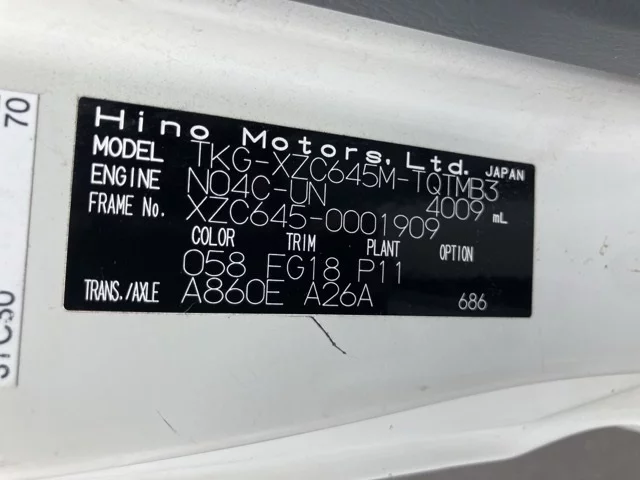 Hino Motors, Ltd. JAPAN
MODEL TKG-XZC645M-TQTMB3
ENGINE N04C-UN 4009 mL
FRAME No. XZC645-0001909
COLOR TRIM PLANT OPTION
058 FG18 P11
TRANS./AXLE A860E A26A 686
70